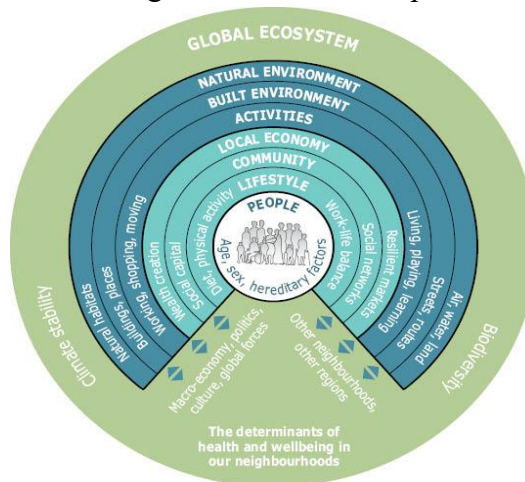 GLOBAL ECOSYSTEM
NATURAL ENVIRONMENT
BUILT ENVIRONMENT
ACTIVITIES
LOCAL ECONOMY
COMMUNITY
LIFESTYLE
PEOPLE
Age, sex, hereditary factors
Diet, physical activity
Work-life balance
Social capital
Social networks
Wealth creation
Resilient markets
Working, shopping, moving
Living, playing, learning
Buildings, places
Streets, routes
Natural habitats
Air, water, land
Climate stability
Biodiversity
Macro-economy, politics,
culture, global forces
Other neighbourhoods,
other regions
The determinants of
health and wellbeing in
our neighbourhoods